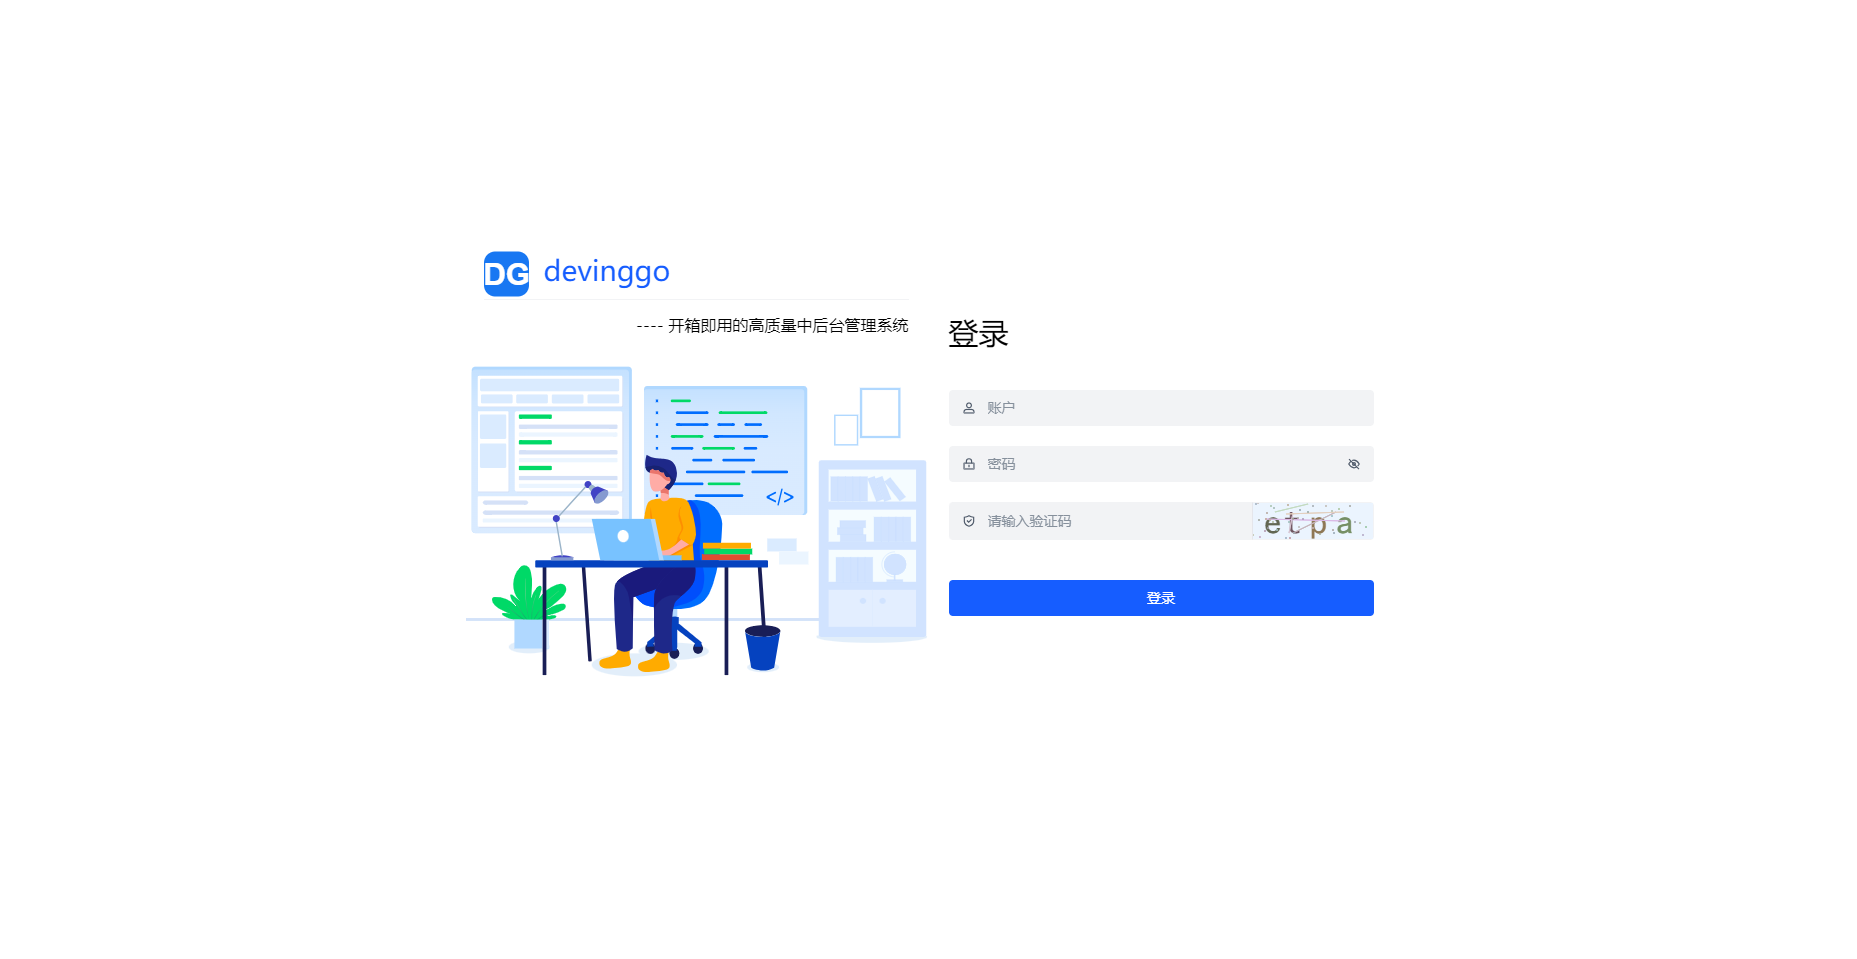 DG devinggo
---- 开箱即用的高质量中后台管理系统
</>
登录
账户
密码
请输入验证码
etpa
登录